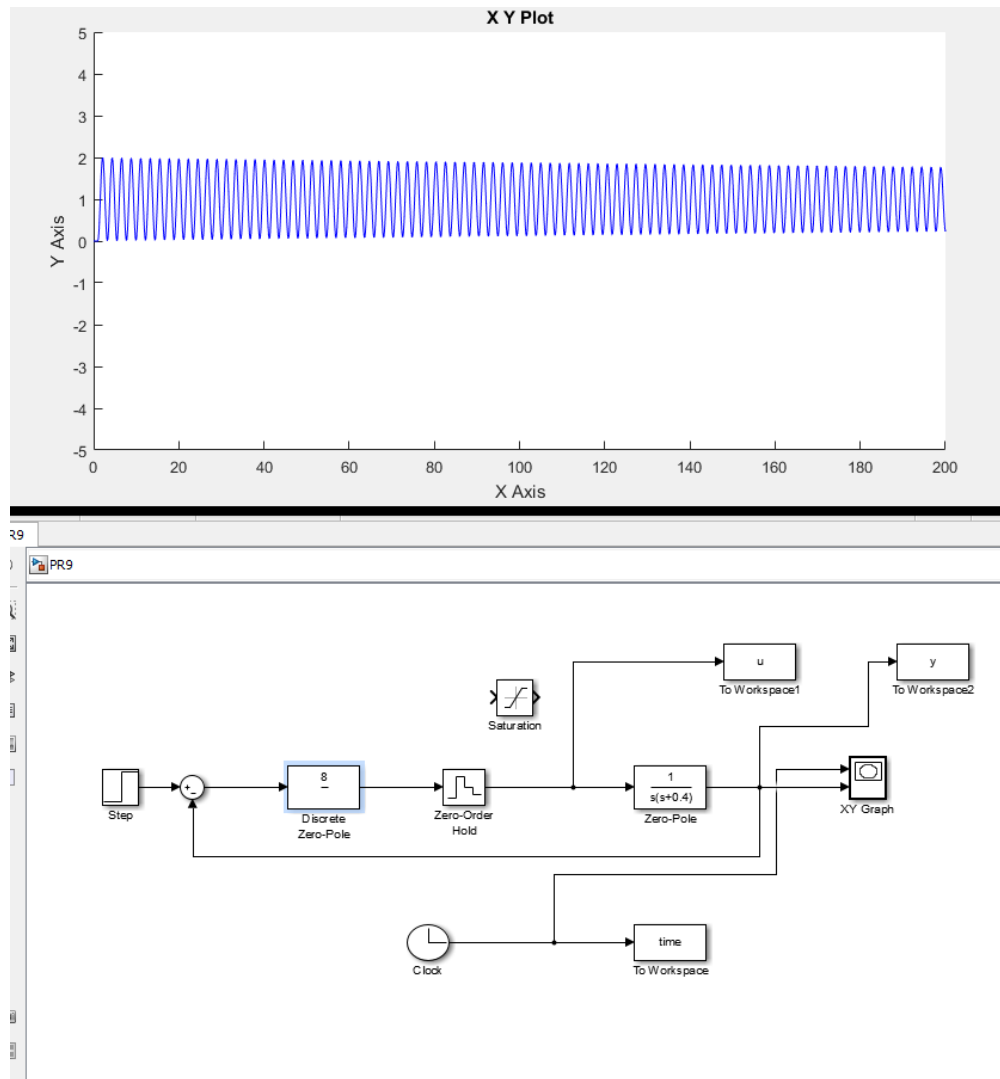 X Y Plot
5
4
3
2
1
0
-1
-2
-3
-4
-5
Y Axis
0 20 40 60 80 100 120 140 160 180 200
X Axis
R9
PR9
u
To Workspace1
y
To Workspace2
Saturation
Step
+
-
8
Discrete
Zero-Pole
Zero-Order
Hold
1
s(s+0.4)
Zero-Pole
XY Graph
Clock
time
To Workspace